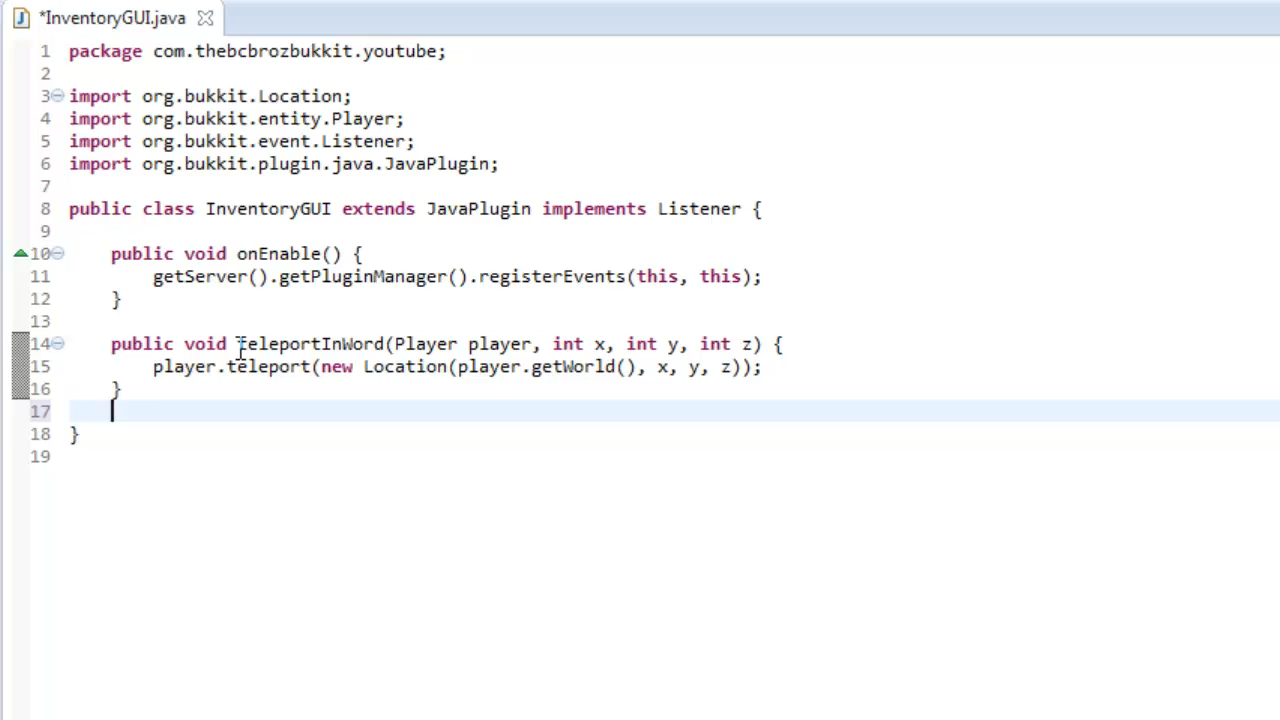 *InventoryGUI.java
1 package com.thebcbrozbukkit.youtube;
2
3 import org.bukkit.Location;
4 import org.bukkit.entity.Player;
5 import org.bukkit.event.Listener;
6 import org.bukkit.plugin.java.JavaPlugin;
7
8 public class InventoryGUI extends JavaPlugin implements Listener {
9
10 public void onEnable() {
11 getServer().getPluginManager().registerEvents(this, this);
12 }
13
14 public void teleportInWord(Player player, int x, int y, int z) {
15 player.teleport(new Location(player.getWorld(), x, y, z));
16 }
17
18 }
19